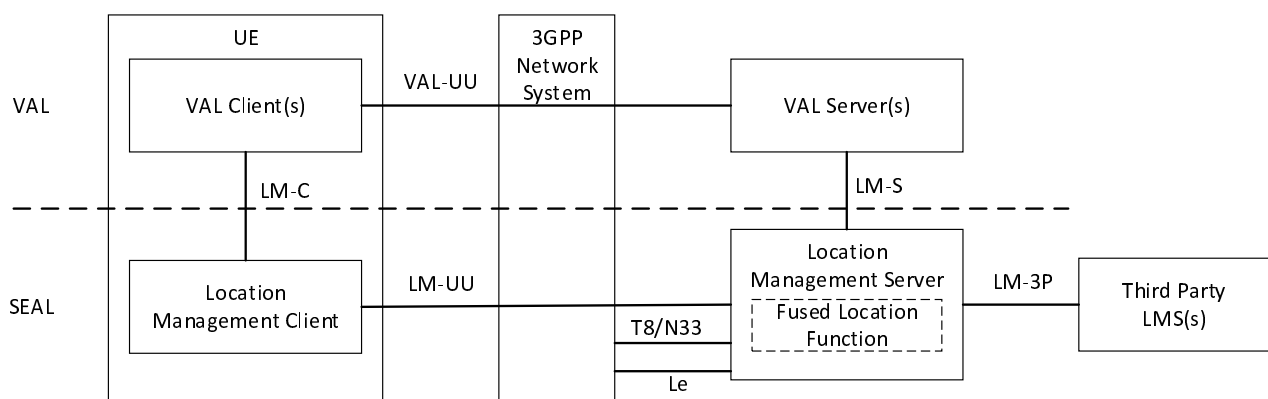 UE
3GPP
Network
System
VAL
VAL Client(s)
VAL-UU
VAL Server(s)
LM-C
LM-S
SEAL
Location
Management Client
LM-UU
Location
Management Server
Fused Location
Function
LM-3P
Third Party
LMS(s)
T8/N33
Le